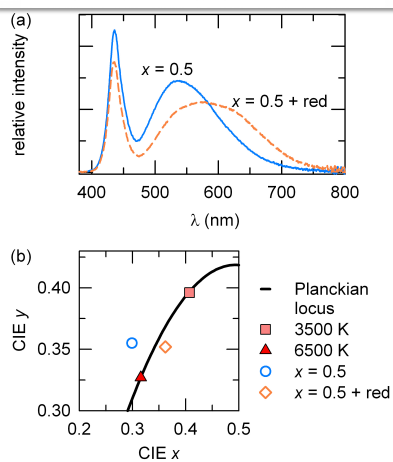 (a)
relative intensity
x = 0.5
x = 0.5 + red
400 500 600 700 800
λ (nm)
(b)
CIE y
0.40
0.35
0.30
0.2 0.3 0.4 0.5
CIE x
Planckian
locus
3500 K
6500 K
x = 0.5
x = 0.5 + red